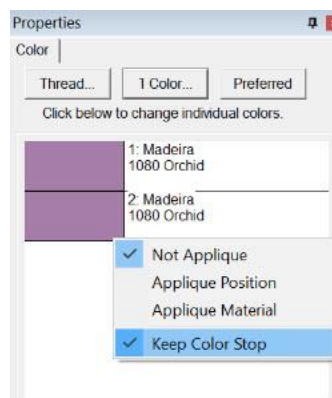 Properties
Color
Thread... 1 Color... Preferred
Click below to change individual colors.
1: Madeira
1080 Orchid
2: Madeira
1080 Orchid
Not Applique
Applique Position
Applique Material
Keep Color Stop